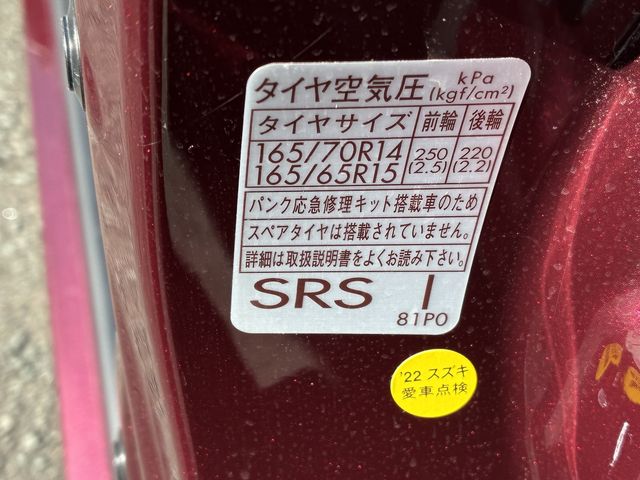 タイヤ空気圧 kPa (kgf/cm²)
タイヤサイズ 前輪 後輪
165/70R14 250 220
165/65R15 (2.5) (2.2)
パンク応急修理キット搭載車のため
スペアタイヤは搭載されていません。
詳細は取扱説明書をよくお読み下さい。
SRS I
81P0
'22 スズキ
愛車点検